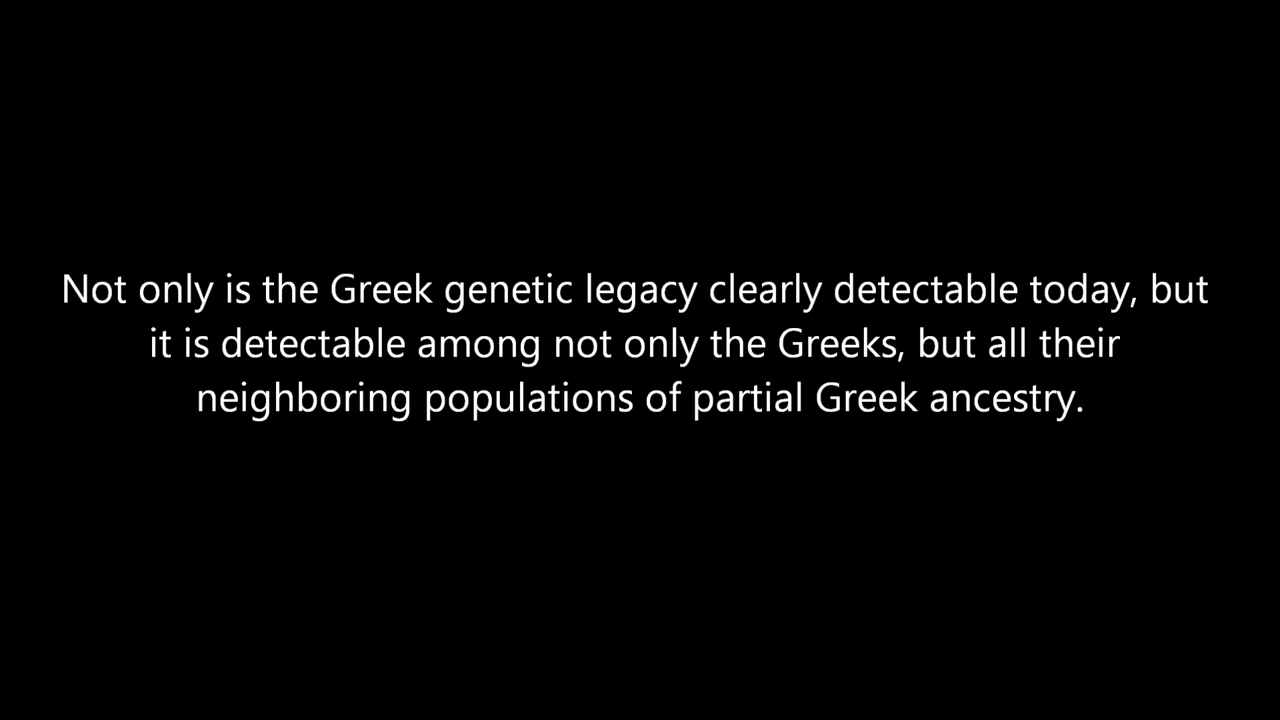 Not only is the Greek genetic legacy clearly detectable today, but
it is detectable among not only the Greeks, but all their
neighboring populations of partial Greek ancestry.